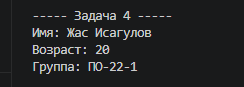 ----- Задача 4 -----
Имя: Жас Исагулов
Возраст: 20
Группа: ПО-22-1